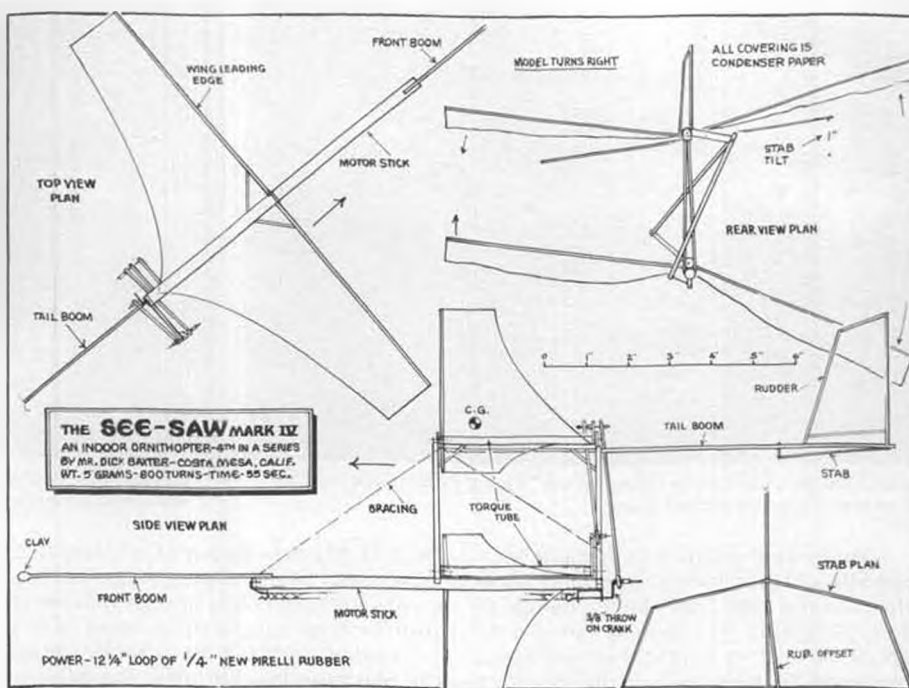 FRONT BOOM
WING LEADING
EDGE
MOTOR STICK
TOP VIEW
PLAN
TAIL BOOM
MODEL TURNS RIGHT
ALL COVERING IS
CONDENSER PAPER
STAB
TILT
1"
REAR VIEW PLAN
0 1" 2" 3" 4" 5" 6"
RUDDER
C.G.
TAIL BOOM
STAB
THE SEE-SAW MARK IV
AN INDOOR ORNITHOPTER-4TH IN A SERIES
BY MR. DICK BAXTER-COSTA MESA, CALIF.
WT. 5 GRAMS-800 TURNS-TIME-55 SEC.
BRACING
TORQUE
TUBE
SIDE VIEW PLAN
CLAY
FRONT BOOM
MOTOR STICK
3/8" THROW
ON CRANK
STAB PLAN
RUD. OFFSET
POWER-12 1/4" LOOP OF 1/4" NEW PIRELLI RUBBER